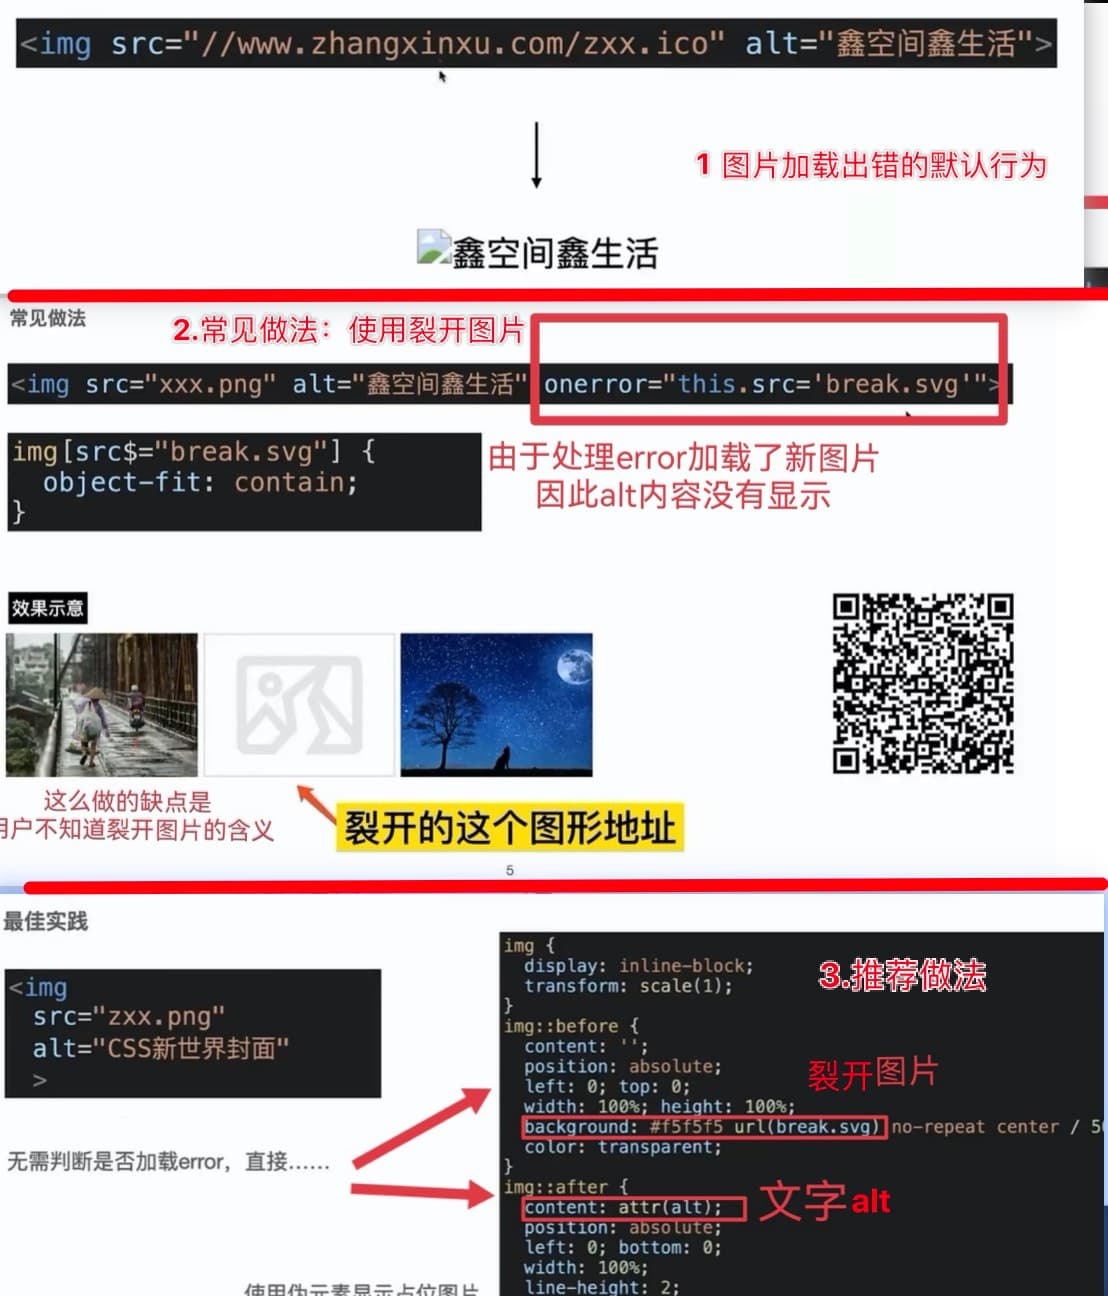 <img src="//www.zhangxinxu.com/zxx.ico" alt="鑫空间鑫生活">
1 图片加载出错的默认行为
鑫空间鑫生活
常见做法
2.常见做法：使用裂开图片
<img src="xxx.png" alt="鑫空间鑫生活" onerror="this.src='break.svg'">
img[src$="break.svg"] {
object-fit: contain;
}
由于处理error加载了新图片
因此alt内容没有显示
效果示意
这么做的缺点是
用户不知道裂开图片的含义
裂开的这个图形地址
5
最佳实践
<img
src="zxx.png"
alt="CSS新世界封面"
>
无需判断是否加载error，直接……
使用伪元素显示占位图片
3.推荐做法
img {
display: inline-block;
transform: scale(1);
}
img::before {
content: '';
position: absolute;
left: 0; top: 0;
width: 100%; height: 100%;
background: #f5f5f5 url(break.svg) no-repeat center / 5
color: transparent;
}
裂开图片
img::after {
content: attr(alt);
position: absolute;
left: 0; bottom: 0;
width: 100%;
line-height: 2;
文字alt